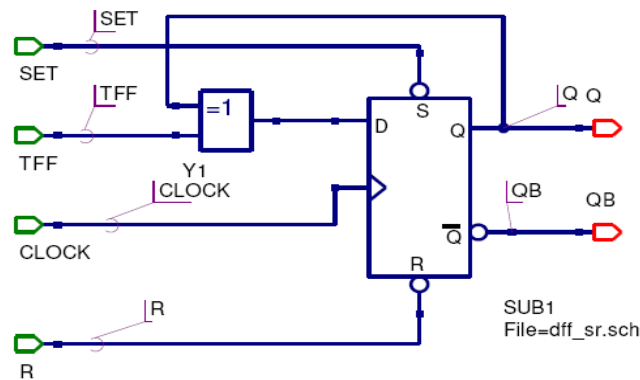 SET
SET
TFF
=1
TFF
Y1
CLOCK
CLOCK
S
D
Q
Q
Q
QB
QB
Q
R
R
R
SUB1
File=dff_sr.sch